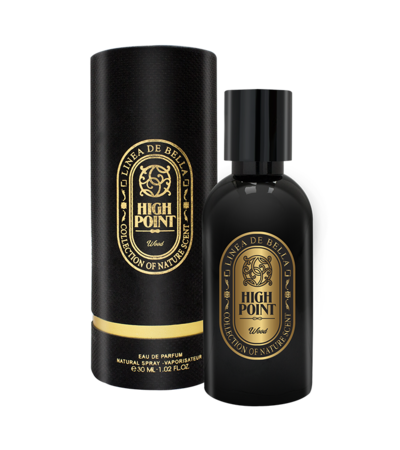 LINEA DE BELLA
HIGH
POINT
Wood
COLLECTION OF NATURE SCENT
EAU DE PARFUM
NATURAL SPRAY - VAPORISATEUR
℮30 ML-1.02 FL.OZ.
LINEA DE BELLA
HIGH
POINT
Wood
COLLECTION OF NATURE SCENT